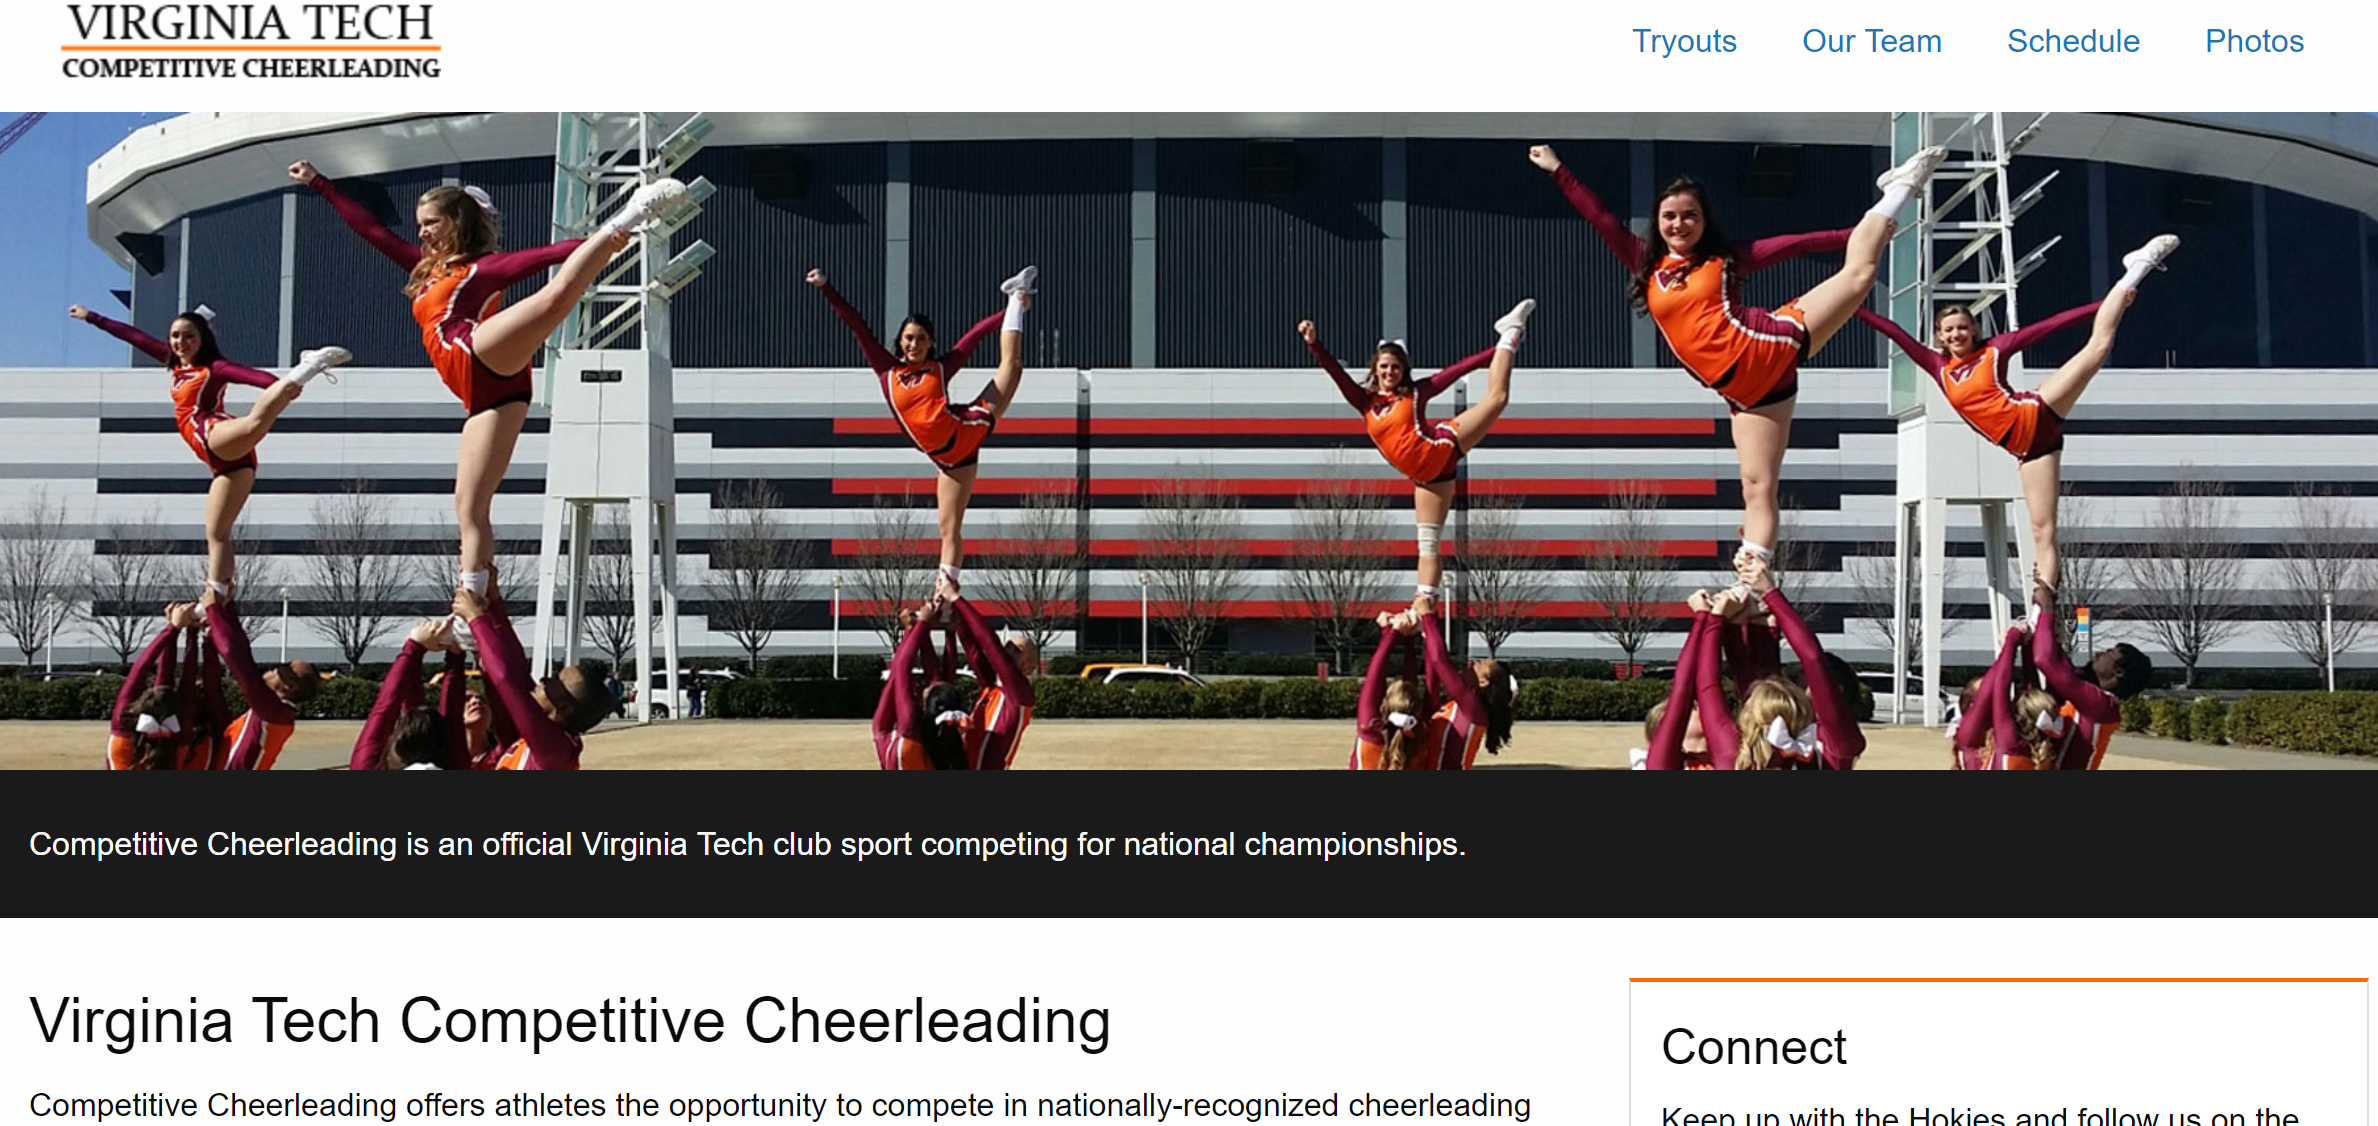 VIRGINIA TECH
COMPETITIVE CHEERLEADING
Tryouts
Our Team
Schedule
Photos
Competitive Cheerleading is an official Virginia Tech club sport competing for national championships.
Virginia Tech Competitive Cheerleading
Competitive Cheerleading offers athletes the opportunity to compete in nationally-recognized cheerleading
Connect
Keep up with the Hokies and follow us on the